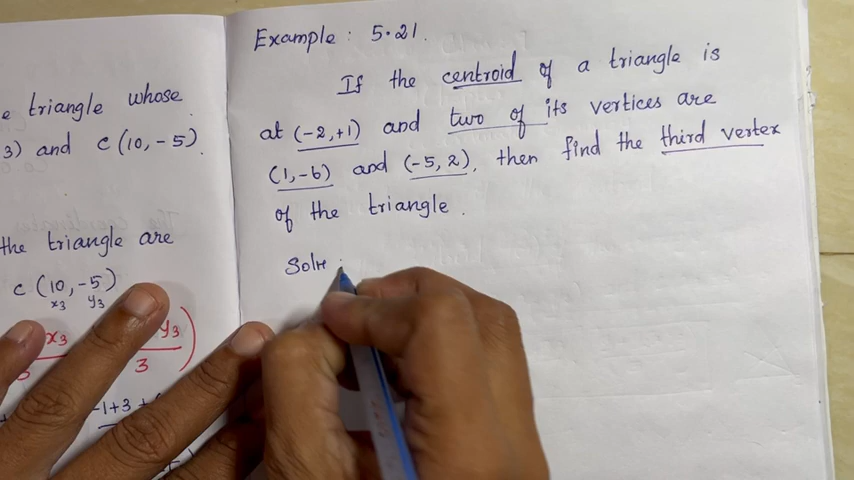 e triangle whose
3) and C (10, -5)
the triangle are
C (10, -5)
x3 y3
x3 y3
3
-1+3+
Example : 5.21.
If the centroid of a triangle is
at (-2, +1) and two of its vertices are
(1, -6) and (-5, 2), then find the third vertex
of the triangle.
Soln :